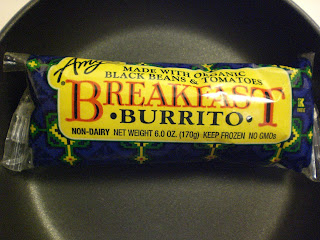 Amy's
MADE WITH ORGANIC
BLACK BEANS & TOMATOES
BREAKFAST
• BURRITO •
NON-DAIRY NET WEIGHT 6.0 OZ. (170g) KEEP FROZEN NO GMOs
K